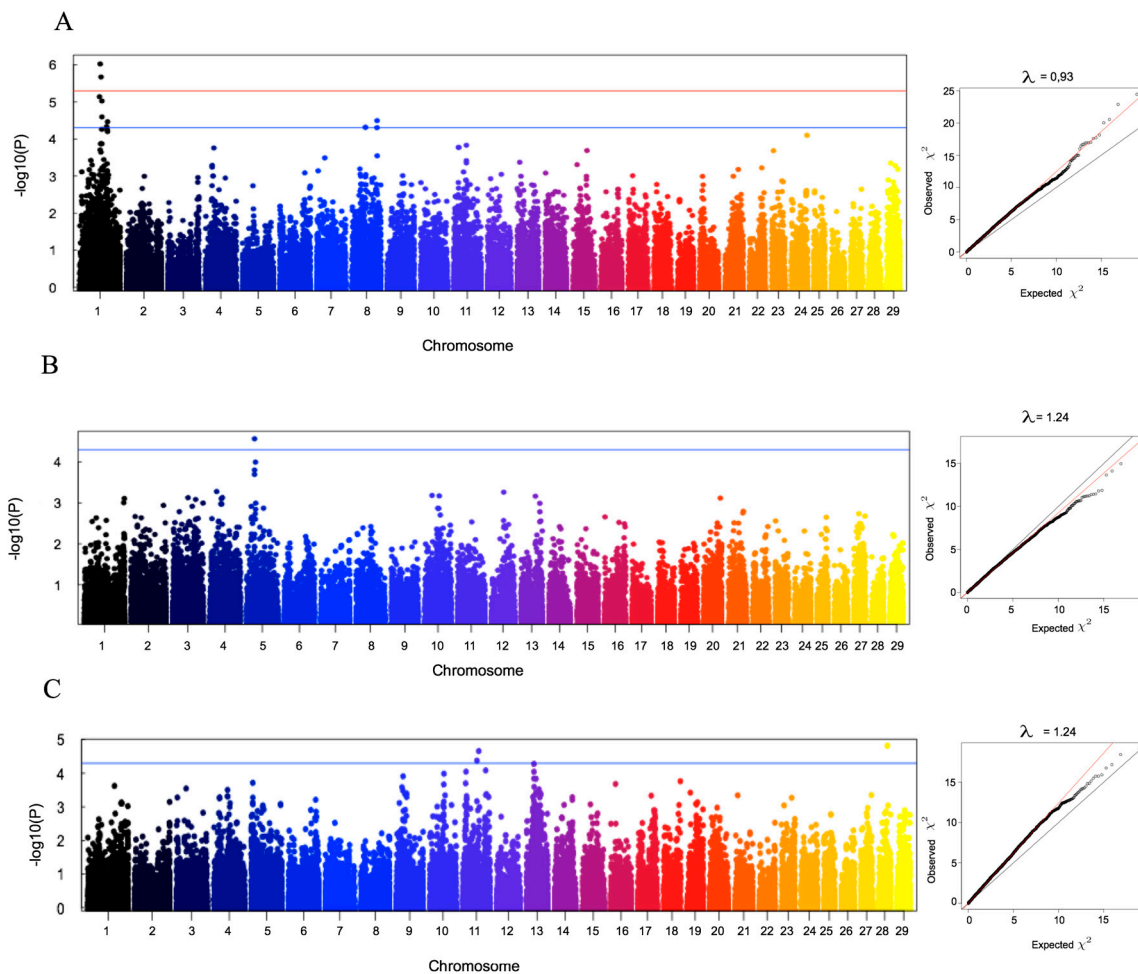 A
λ = 0,93
-log10(P)
6
5
4
3
2
1
0
1 2 3 4 5 6 7 8 9 10 11 12 13 14 15 16 17 18 19 20 21 22 23 24 25 26 27 28 29
Chromosome
Observed χ2
25
20
15
10
5
0
0 5 10 15
Expected χ2
B
λ = 1.24
-log10(P)
4
3
2
1
1 2 3 4 5 6 7 8 9 10 11 12 13 14 15 16 17 18 19 20 21 22 23 24 25 26 27 28 29
Chromosome
Observed χ2
15
10
5
0
0 5 10 15
Expected χ2
C
λ = 1.24
-log10(P)
5
4
3
2
1
0
1 2 3 4 5 6 7 8 9 10 11 12 13 14 15 16 17 18 19 20 21 22 23 24 25 26 27 28 29
Chromosome
Observed χ2
15
10
5
0
0 5 10 15
Expected χ2